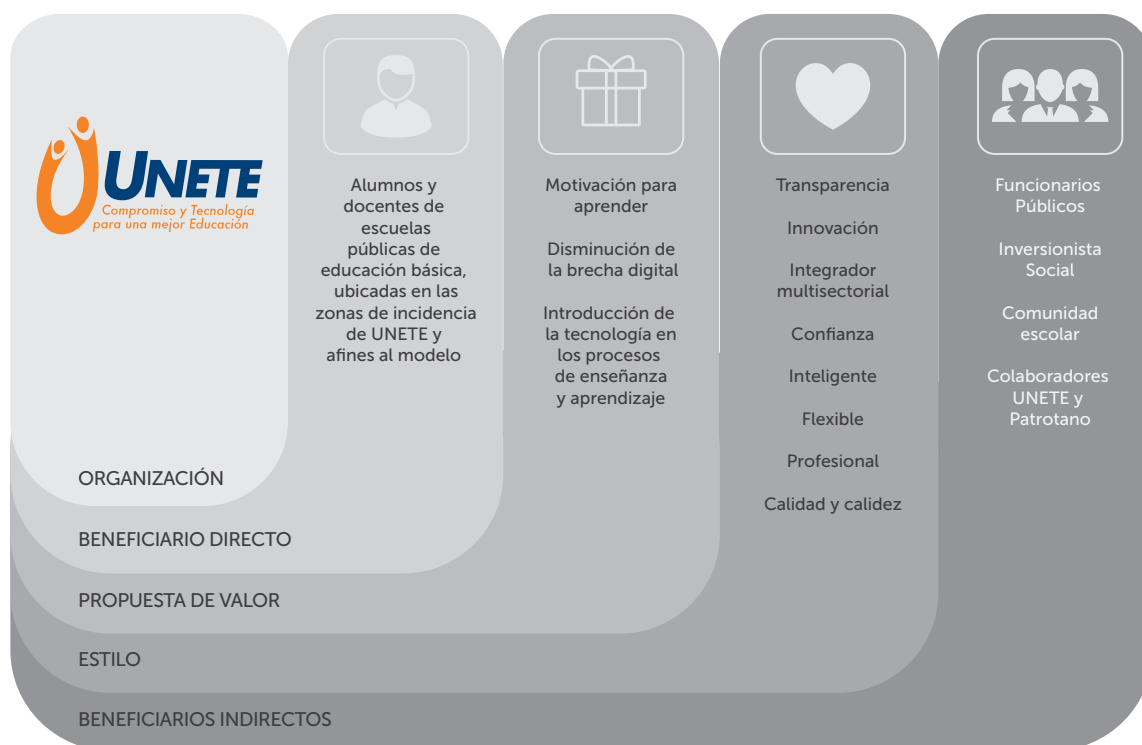 UNETE
Compromiso y Tecnología
para una mejor Educación
ORGANIZACIÓN
Alumnos y
docentes de
escuelas
públicas de
educación básica,
ubicadas en las
zonas de incidencia
de UNETE y
afines al modelo
BENEFICIARIO DIRECTO
Motivación para
aprender
Disminución de
la brecha digital
Introducción de
la tecnología en
los procesos
de enseñanza
y aprendizaje
PROPUESTA DE VALOR
Transparencia
Innovación
Integrador
multisectorial
Confianza
Inteligente
Flexible
Profesional
Calidad y calidez
ESTILO
Funcionarios
Públicos
Inversionista
Social
Comunidad
escolar
Colaboradores
UNETE y
Patrotano
BENEFICIARIOS INDIRECTOS